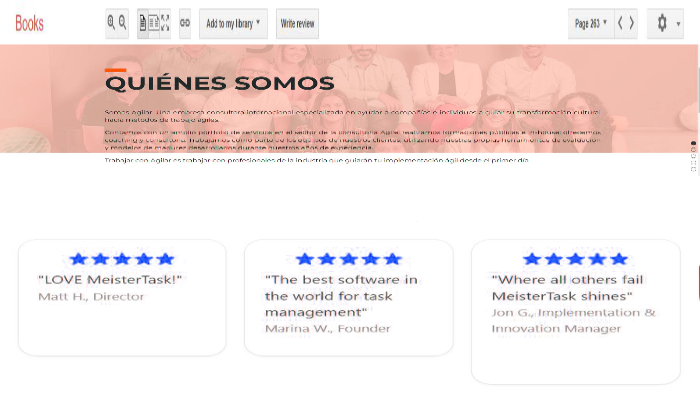 Books
Add to my library
Write review
Page 263
QUIÉNES SOMOS
Somos Agilar, una empresa consultora internacional especializada en ayudar a compañías e individuos a guiar su transformación cultural
hacia métodos de trabajo ágiles.
Contamos con un amplio portfolio de servicios en el sector de la consultoría Agile: realizamos formaciones públicas e inhouse, ofrecemos
coaching y consultoría. Trabajamos como parte de los equipos de nuestros clientes, utilizando nuestras propias herramientas de evaluación
y modelos de madurez desarrollados durante nuestros años de experiencia.
Trabajar con Agilar es trabajar con profesionales de la industria que guiarán tu implementación ágil desde el primer día.
"LOVE MeisterTask!"
Matt H., Director
"The best software in
the world for task
management"
Marina W., Founder
"Where all others fail
MeisterTask shines"
Jon G., Implementation &
Innovation Manager